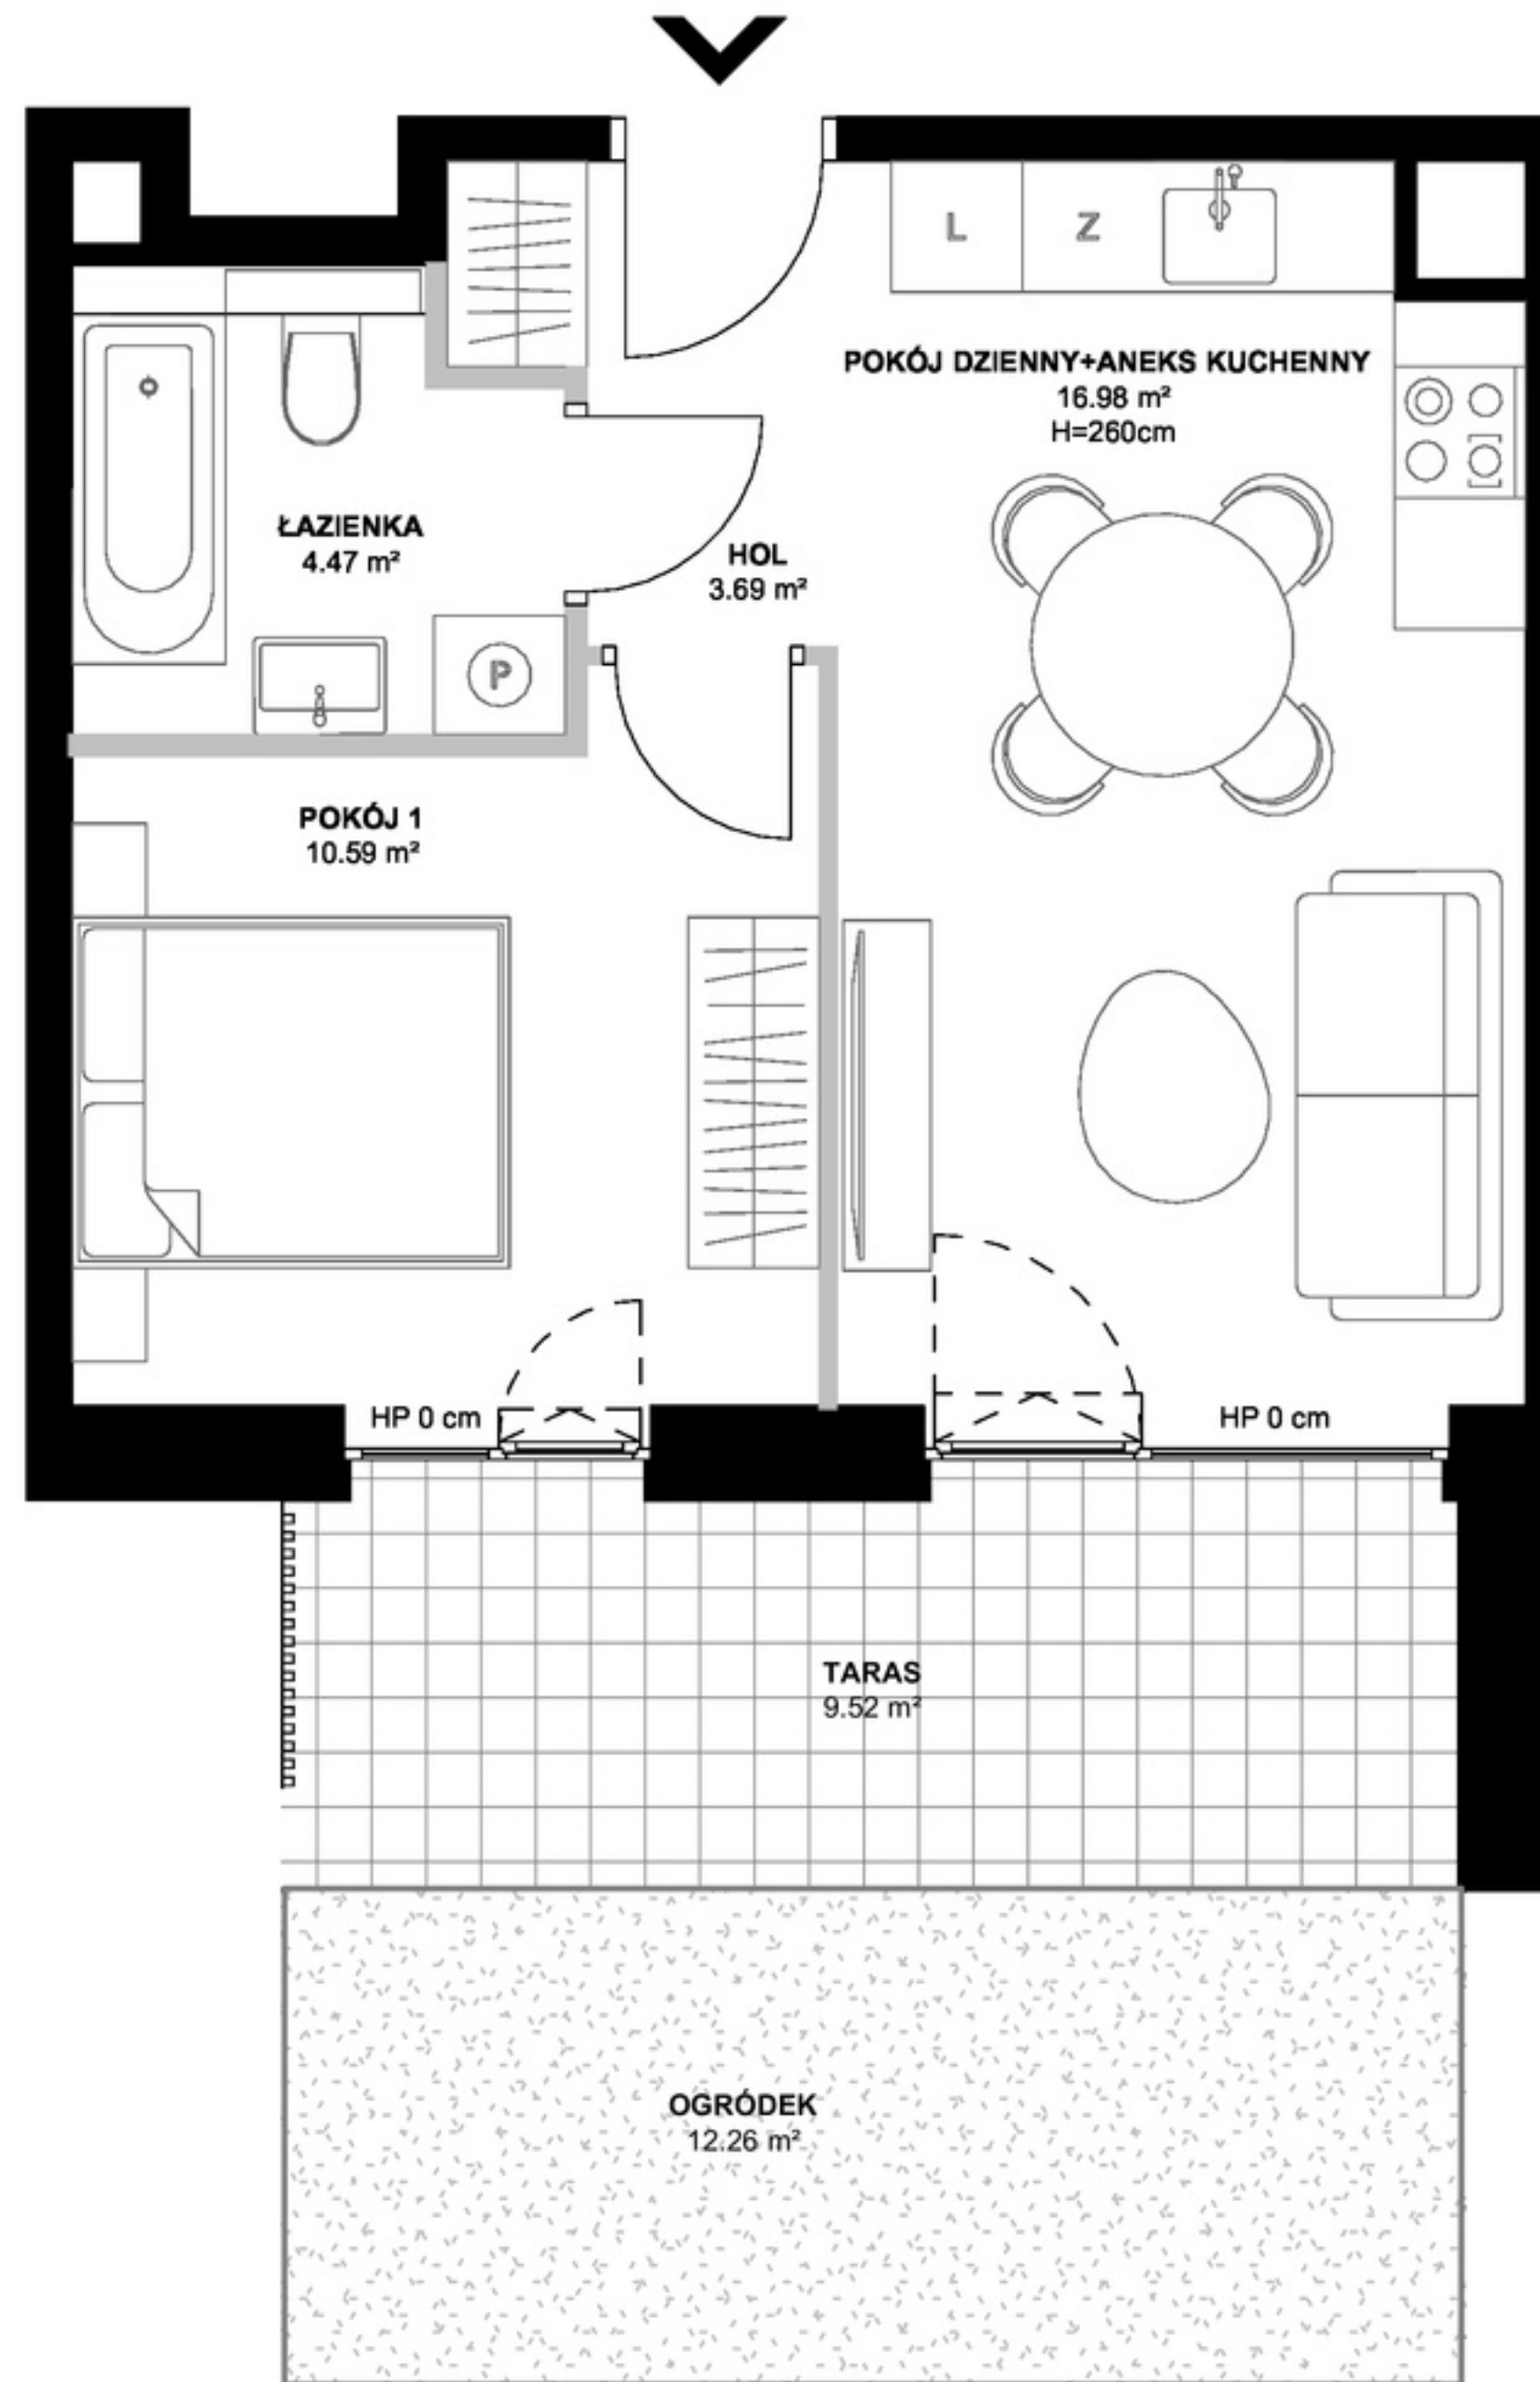 L
Z
POKÓJ DZIENNY+ANEKS KUCHENNY
16.98 m²
H=260cm
ŁAZIENKA
4.47 m²
HOL
3.69 m²
P
POKÓJ 1
10.59 m²
HP 0 cm
HP 0 cm
TARAS
9.52 m²
OGRÓDEK
12.26 m²